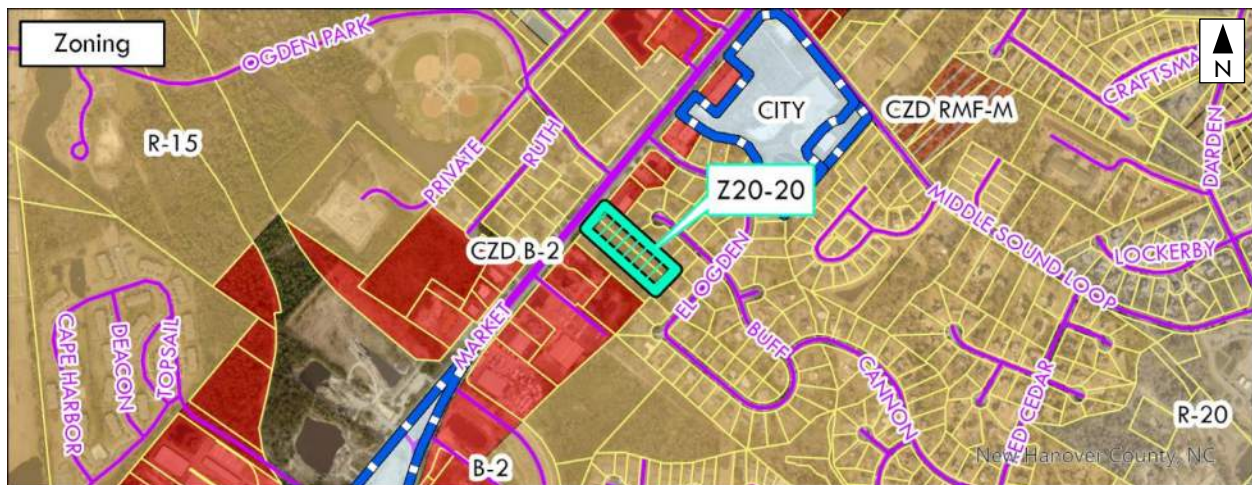 Zoning
N
OGDEN PARK
R-15
PRIVATE
RUTH
CITY
CZD RMF-M
CRAFTSMA
DARDEN
Z20-20
CZD B-2
MIDDLE SOUND LOOP
LOCKERBY
EL OGDEN
MARKET
BUFF
CANNON
CAPE HARBOR
DEACON
TOPSAIL
RED CEDAR
R-20
B-2
New Hanover County, NC